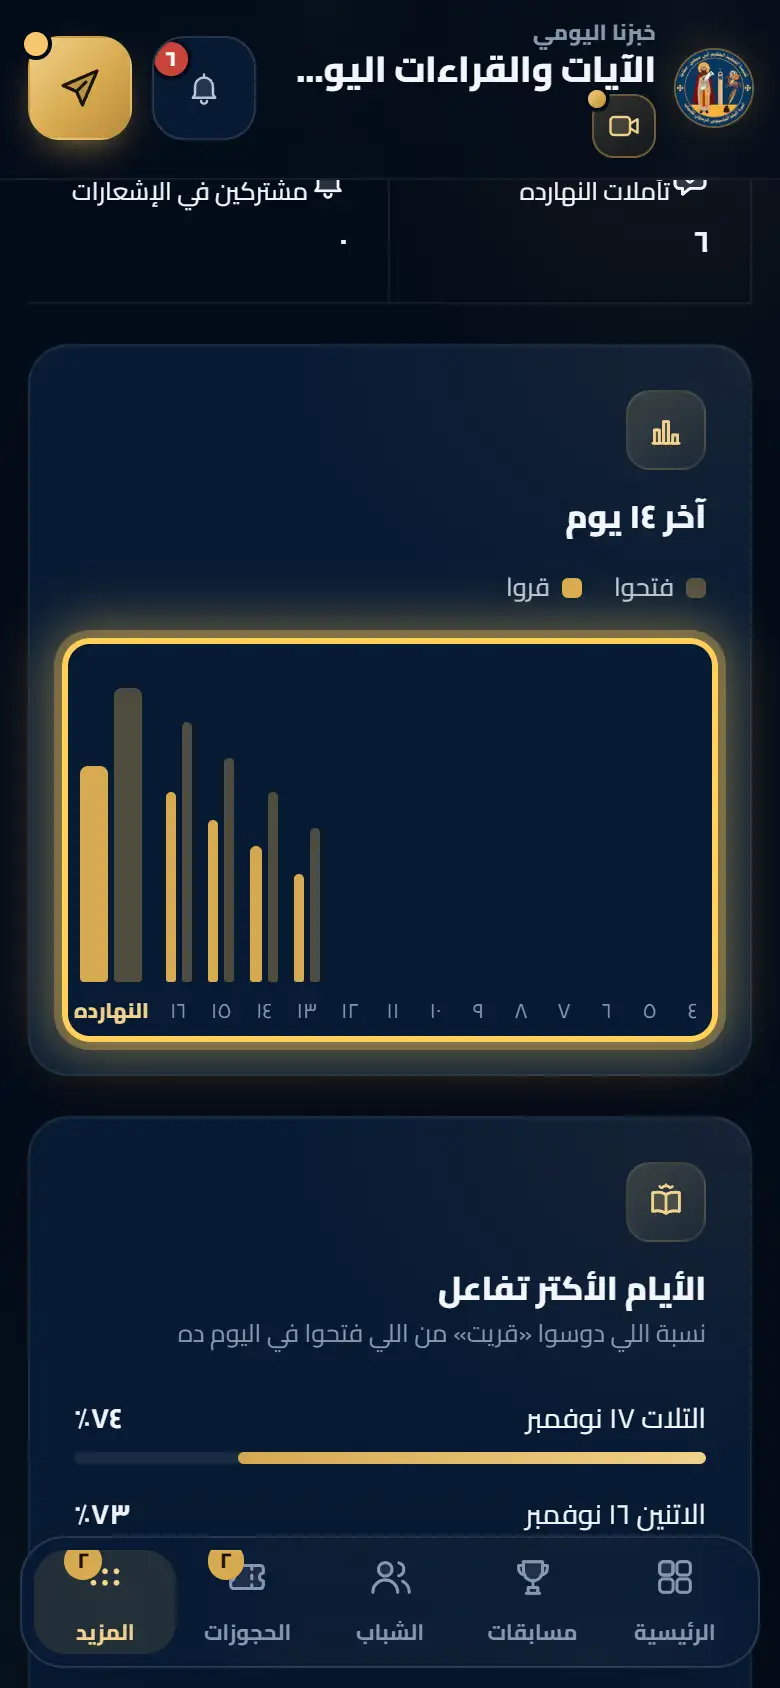 خبزنا اليومي
الآيات والقراءات اليو...
٦
تأملات النهارده
٦
مشتركين في الإشعارات
٠
آخر ١٤ يوم
فتحوا
قروا
٤ ٥ ٦ ٧ ٨ ٩ ١٠ ١١ ١٢ ١٣ ١٤ ١٥ ١٦ النهارده
الأيام الأكتر تفاعل
نسبة اللي دوسوا «قريت» من اللي فتحوا في اليوم ده
التلات ١٧ نوفمبر
٧٤٪
الاتنين ١٦ نوفمبر
٧٣٪
الرئيسية
مسابقات
الشباب
٢
الحجوزات
٢
المزيد